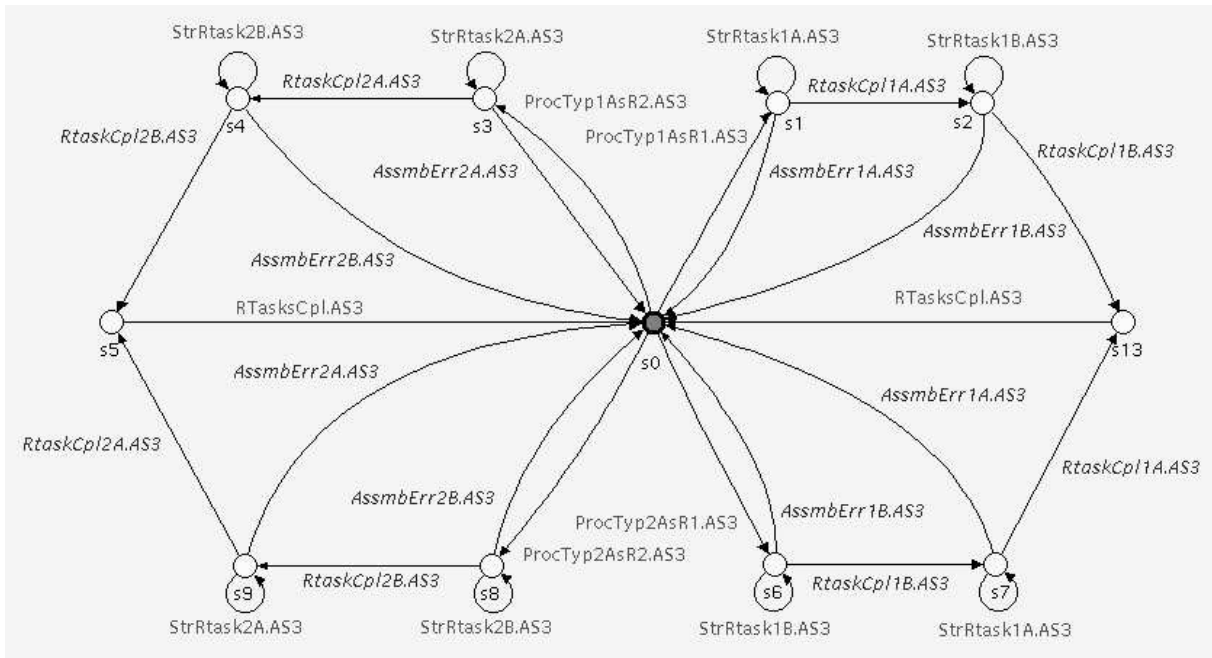 StrRtask2B.AS3
StrRtask2A.AS3
StrRtask1A.AS3
StrRtask1B.AS3
RtaskCpl2A.AS3
RtaskCpl1A.AS3
ProcTyp1AsR2.AS3
s4
s3
s1
s2
RtaskCpl2B.AS3
ProcTyp1AsR1.AS3
RtaskCpl1B.AS3
AssmbErr2A.AS3
AssmbErr1A.AS3
AssmbErr2B.AS3
AssmbErr1B.AS3
RTasksCpl.AS3
RTasksCpl.AS3
s5
s0
s13
AssmbErr2A.AS3
AssmbErr1A.AS3
RtaskCpl2A.AS3
RtaskCpl1A.AS3
AssmbErr2B.AS3
AssmbErr1B.AS3
ProcTyp2AsR1.AS3
ProcTyp2AsR2.AS3
RtaskCpl2B.AS3
RtaskCpl1B.AS3
s9
s8
s6
s7
StrRtask2A.AS3
StrRtask2B.AS3
StrRtask1B.AS3
StrRtask1A.AS3